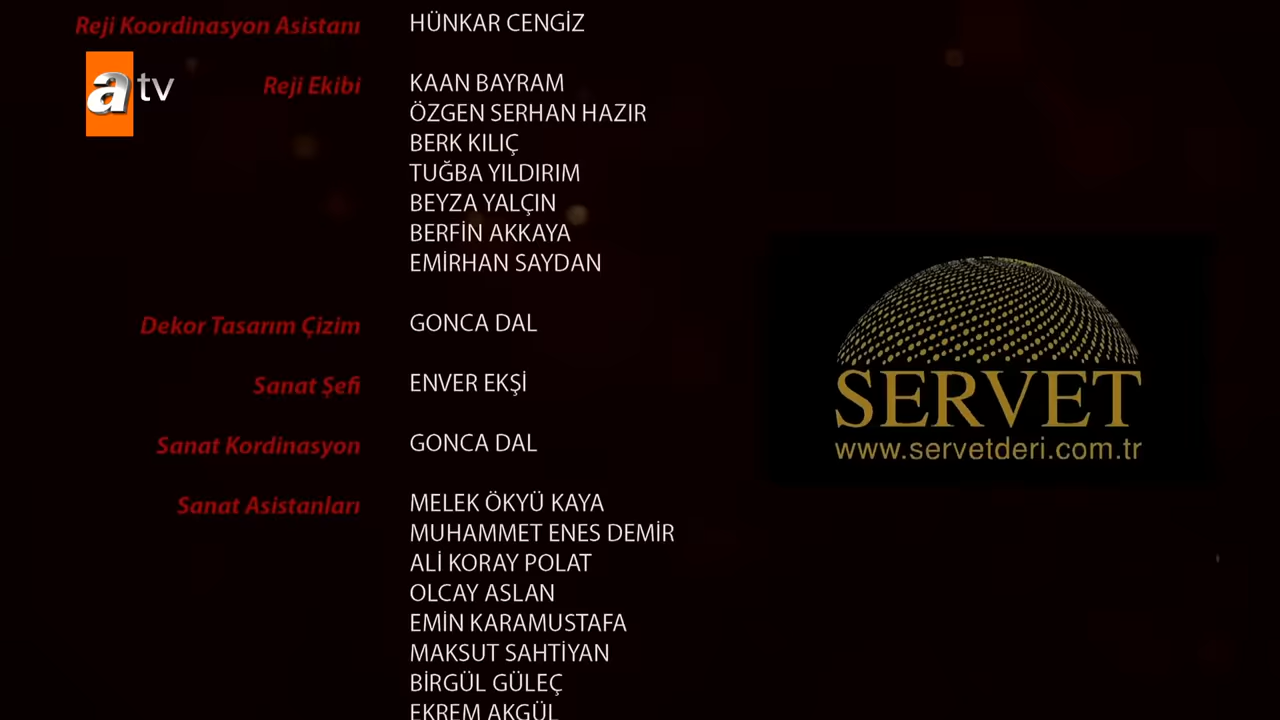 Reji Koordinasyon Asistanı HÜNKAR CENGİZ
atv
Reji Ekibi KAAN BAYRAM
ÖZGEN SERHAN HAZIR
BERK KILIÇ
TUĞBA YILDIRIM
BEYZA YALÇIN
BERFİN AKKAYA
EMİRHAN SAYDAN
Dekor Tasarım Çizim GONCA DAL
Sanat Şefi ENVER EKŞİ
Sanat Kordinasyon GONCA DAL
Sanat Asistanları MELEK ÖKYÜ KAYA
MUHAMMET ENES DEMİR
ALİ KORAY POLAT
OLCAY ASLAN
EMİN KARAMUSTAFA
MAKSUT SAHTİYAN
BİRGÜL GÜLEÇ
EKREM AKGÜL
SERVET
www.servetderi.com.tr